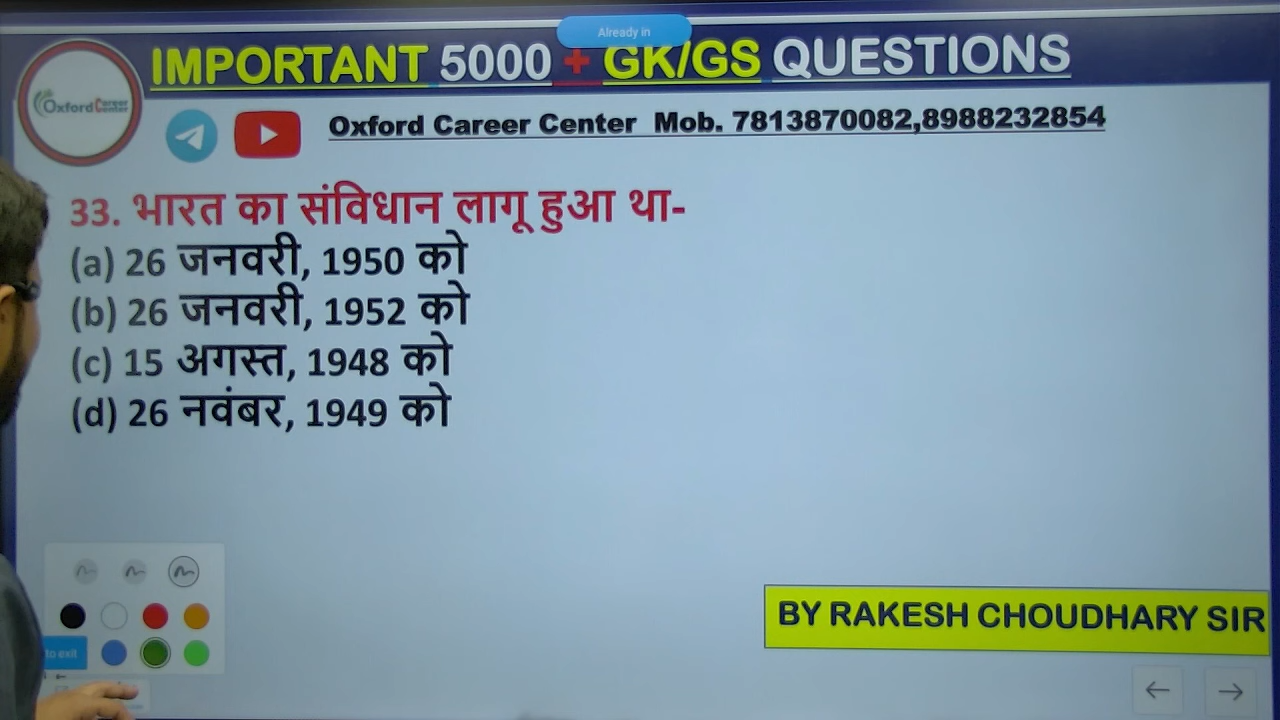 Already in
IMPORTANT 5000 + GK/GS QUESTIONS
Oxford Career Center
Oxford Career Center Mob. 7813870082,8988232854
33. भारत का संविधान लागू हुआ था-
(a) 26 जनवरी, 1950 को
(b) 26 जनवरी, 1952 को
(c) 15 अगस्त, 1948 को
(d) 26 नवंबर, 1949 को
to exit
BY RAKESH CHOUDHARY SIR